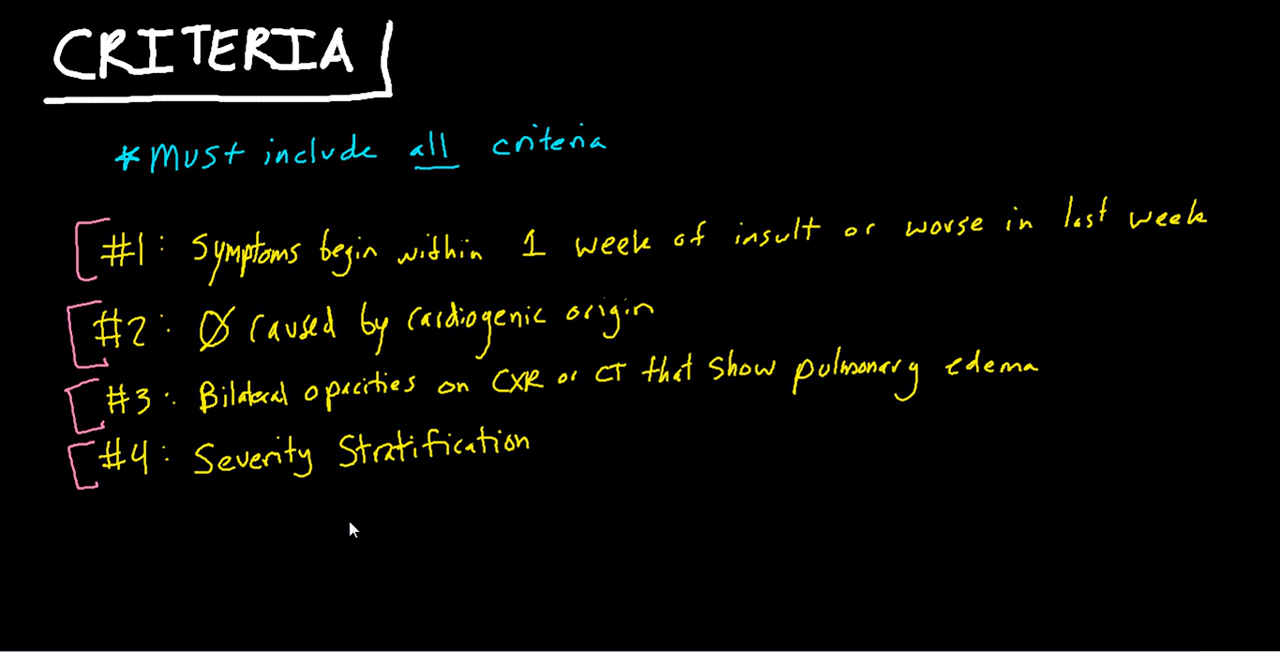 CRITERIA
*Must include all criteria
#1: Symptoms begin within 1 week of insult or worse in last week
#2: Ø caused by cardiogenic origin
#3: Bilateral opacities on CXR or CT that show pulmonary edema
#4: Severity Stratification